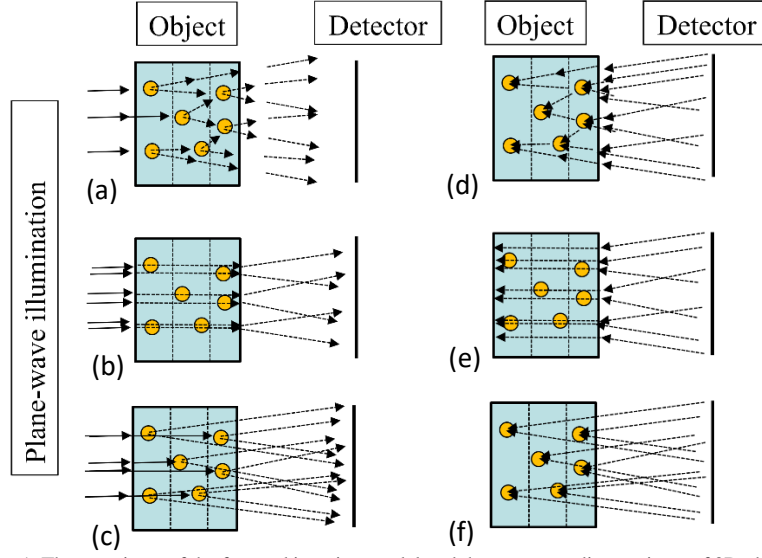 Object
Detector
Object
Detector
Plane-wave illumination
(a)
(d)
(b)
(e)
(c)
(f)